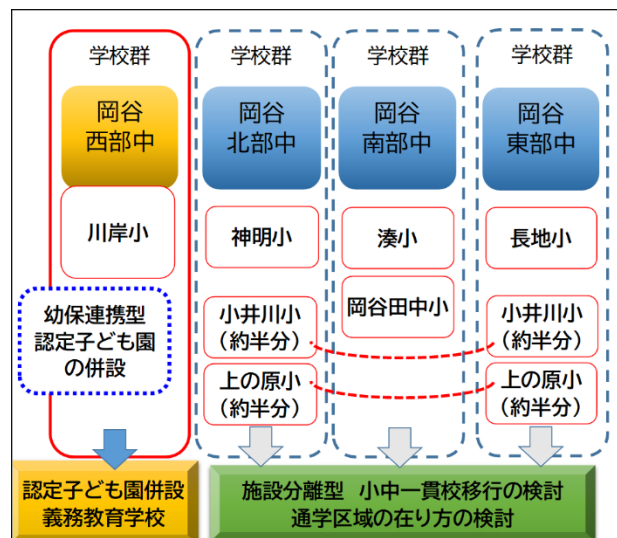 学校群
岡谷
西部中
川岸小
幼保連携型
認定子ども園
の併設
学校群
岡谷
北部中
神明小
小井川小
(約半分)
上の原小
(約半分)
学校群
岡谷
南部中
湊小
岡谷田中小
学校群
岡谷
東部中
長地小
小井川小
(約半分)
上の原小
(約半分)
認定子ども園併設
義務教育学校
施設分離型 小中一貫校移行の検討
通学区域の在り方の検討